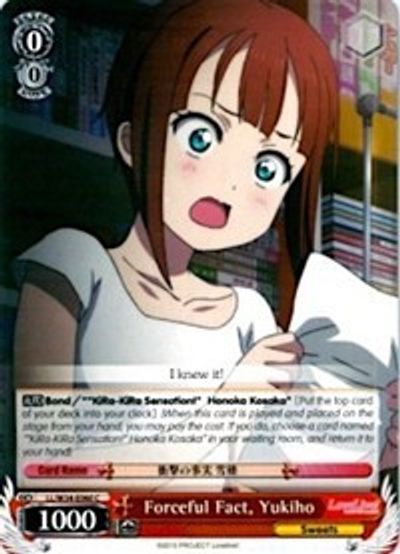 0
0
I knew it!
AUTO Bond / ""KiRa-KiRa Sensation!" Honoka Kosaka" [Put the top card
of your deck into your clock] (When this card is played and placed on the
stage from your hand, you may pay the cost. If you do, choose a card named
""KiRa-KiRa Sensation!" Honoka Kosaka" in your waiting room, and return it to
your hand)
Card Name
衝撃の事実 雪穂
1000
Forceful Fact, Yukiho
Sweets
©2013 PROJECT Lovelive!